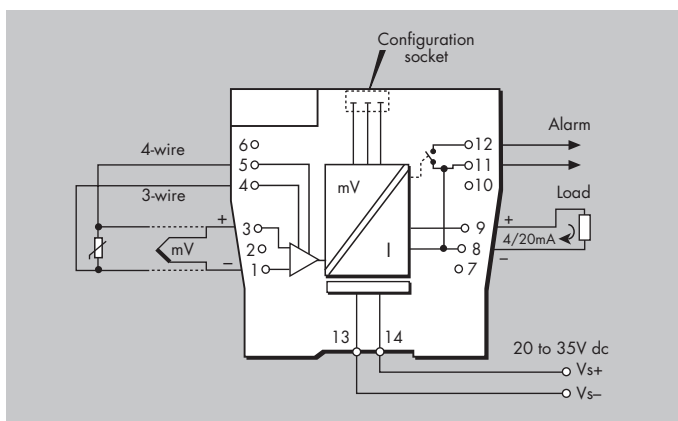 Configuration
socket
6
5
4
3
2
1
4-wire
3-wire
+
mV
–
mV
I
12
11
10
9
8
7
Alarm
Load
+
4/20mA
–
13 14
20 to 35V dc
Vs+
Vs–